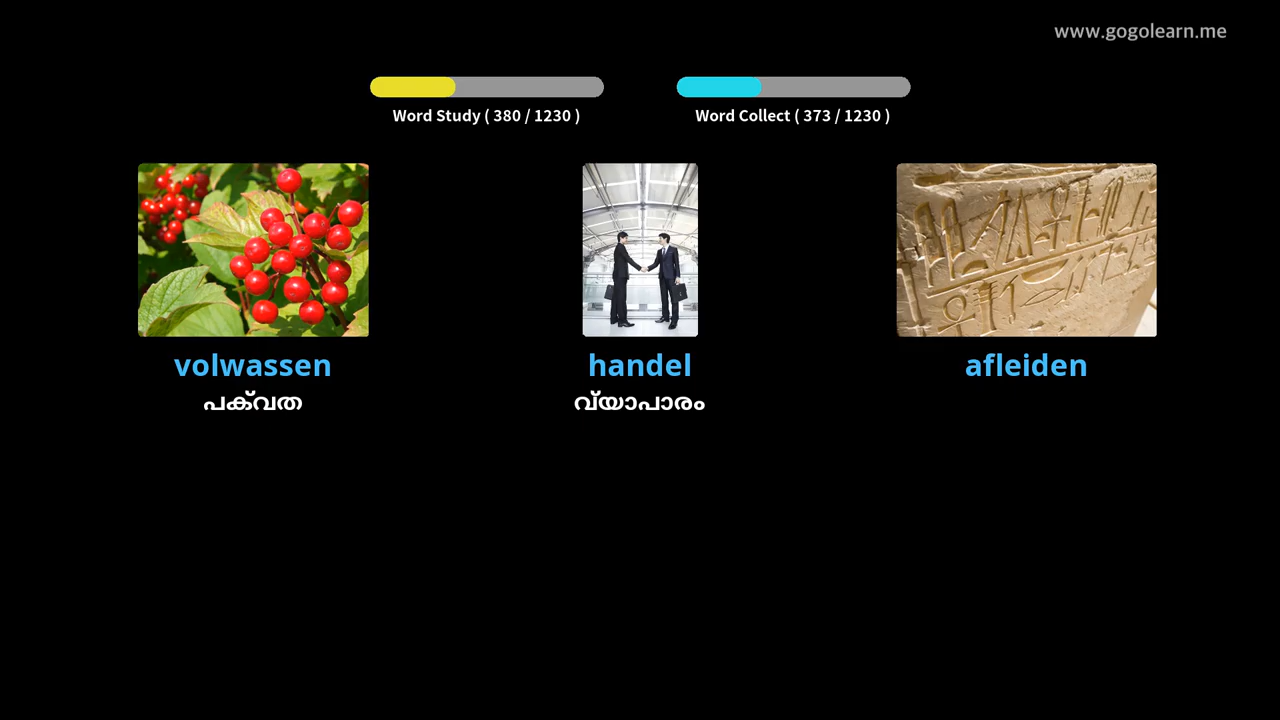 www.gogolearn.me
Word Study ( 380 / 1230 )
Word Collect ( 373 / 1230 )
volwassen
handel
afleiden
പക്വത
വ്യാപാരം